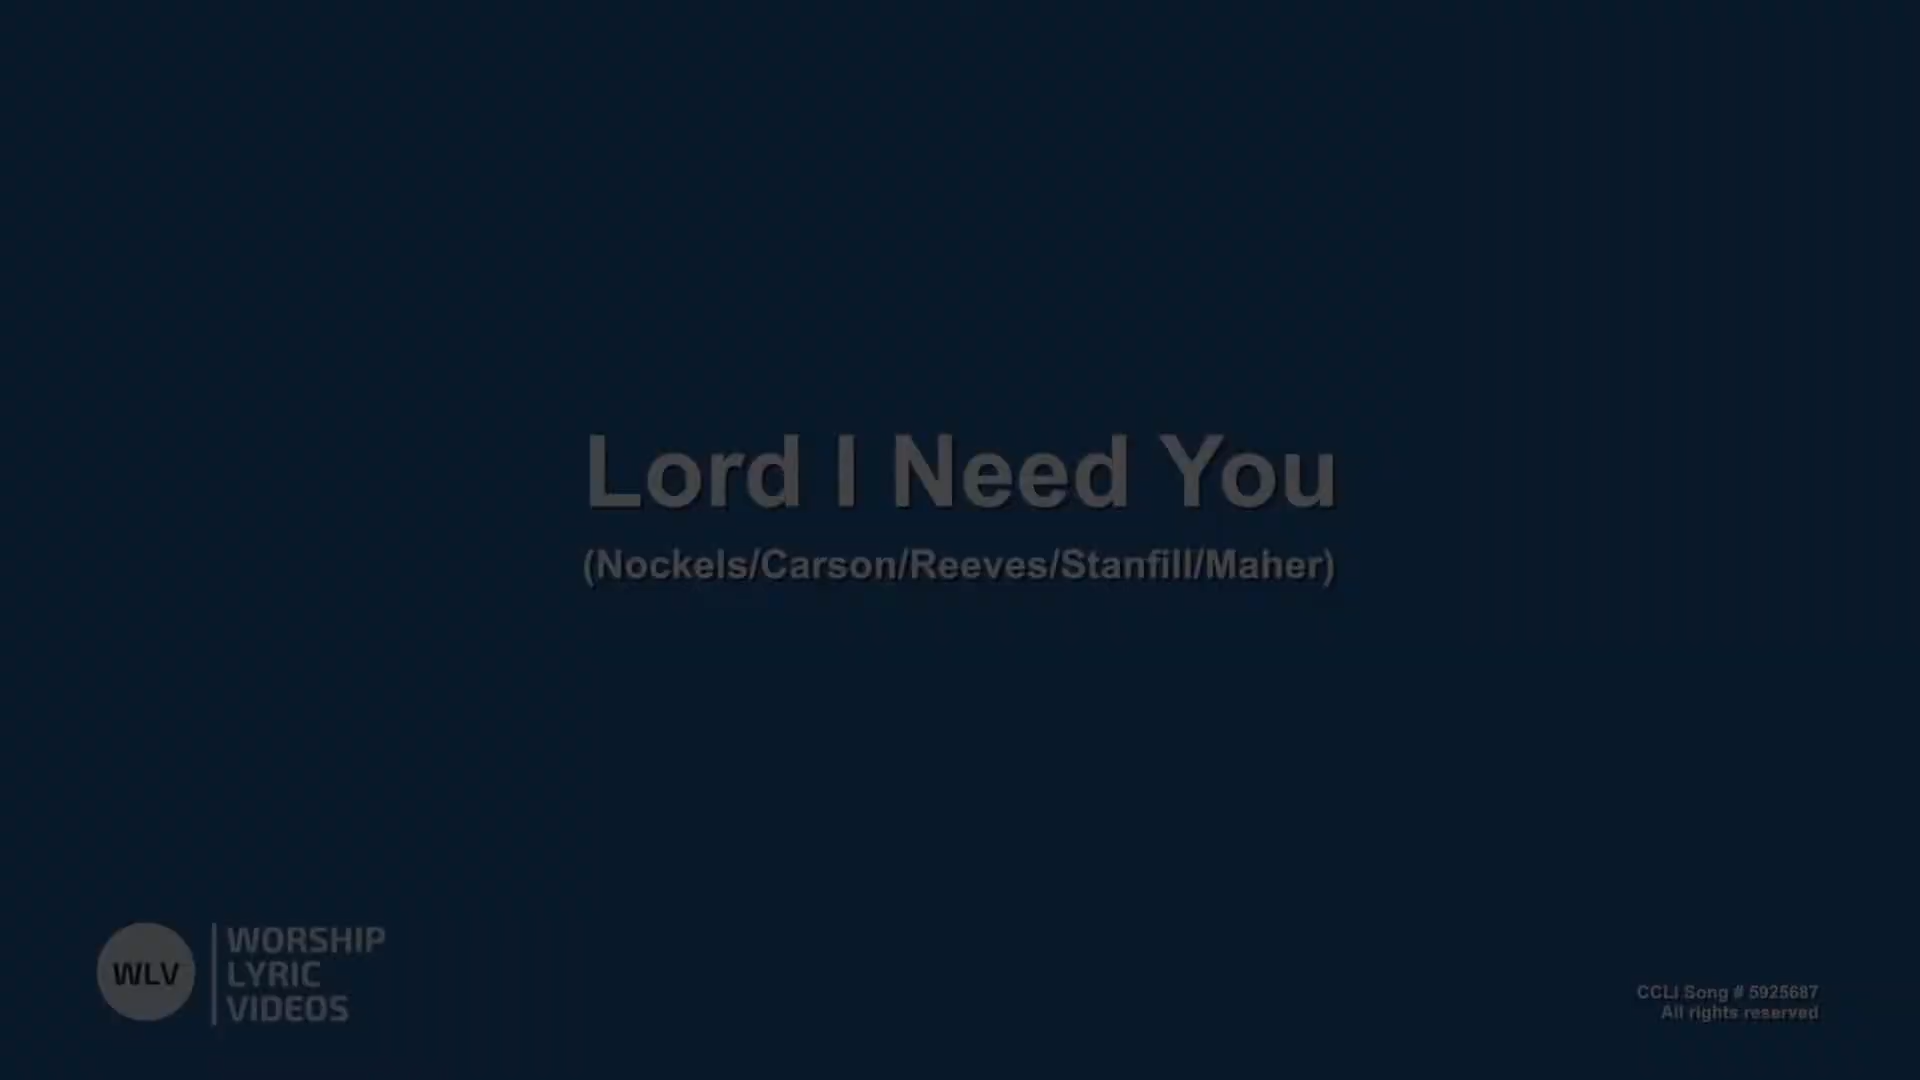 Lord I Need You
(Nockels/Carson/Reeves/Stanfill/Maher)
WLV
WORSHIP
LYRIC
VIDEOS
CCLI Song # 5925687
All rights reserved